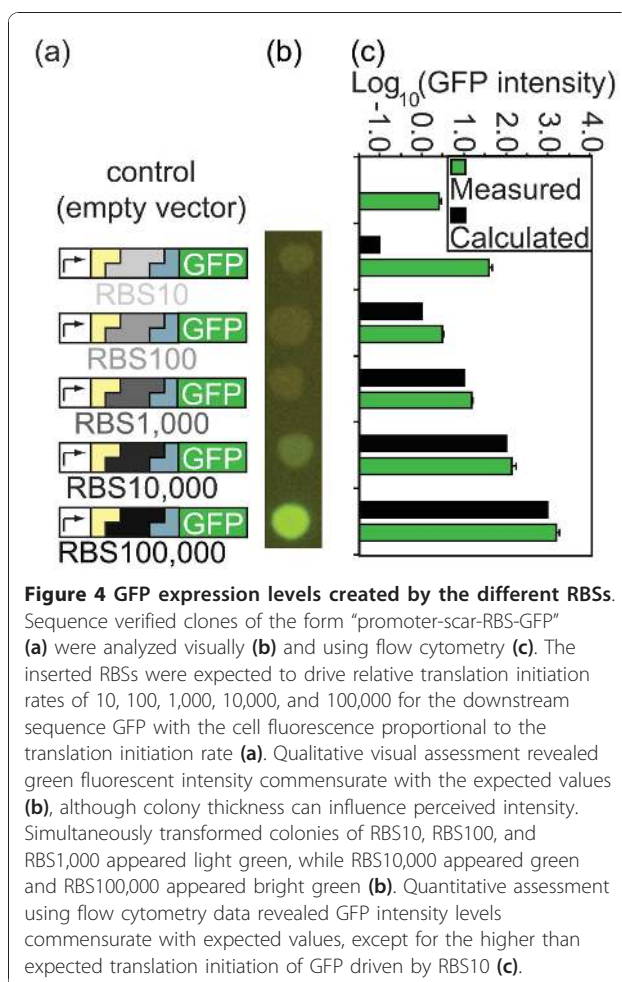 (a)
(b)
(c)
Log10(GFP intensity)
-1.0
0.0
1.0
2.0
3.0
4.0
Measured
Calculated
control
(empty vector)
GFP
RBS10
GFP
RBS100
GFP
RBS1,000
GFP
RBS10,000
GFP
RBS100,000
Figure 4 GFP expression levels created by the different RBSs.
Sequence verified clones of the form “promoter-scar-RBS-GFP”
(a) were analyzed visually (b) and using flow cytometry (c). The
inserted RBSs were expected to drive relative translation initiation
rates of 10, 100, 1,000, 10,000, and 100,000 for the downstream
sequence GFP with the cell fluorescence proportional to the
translation initiation rate (a). Qualitative visual assessment revealed
green fluorescent intensity commensurate with the expected values
(b), although colony thickness can influence perceived intensity.
Simultaneously transformed colonies of RBS10, RBS100, and
RBS1,000 appeared light green, while RBS10,000 appeared green
and RBS100,000 appeared bright green (b). Quantitative assessment
using flow cytometry data revealed GFP intensity levels
commensurate with expected values, except for the higher than
expected translation initiation of GFP driven by RBS10 (c).